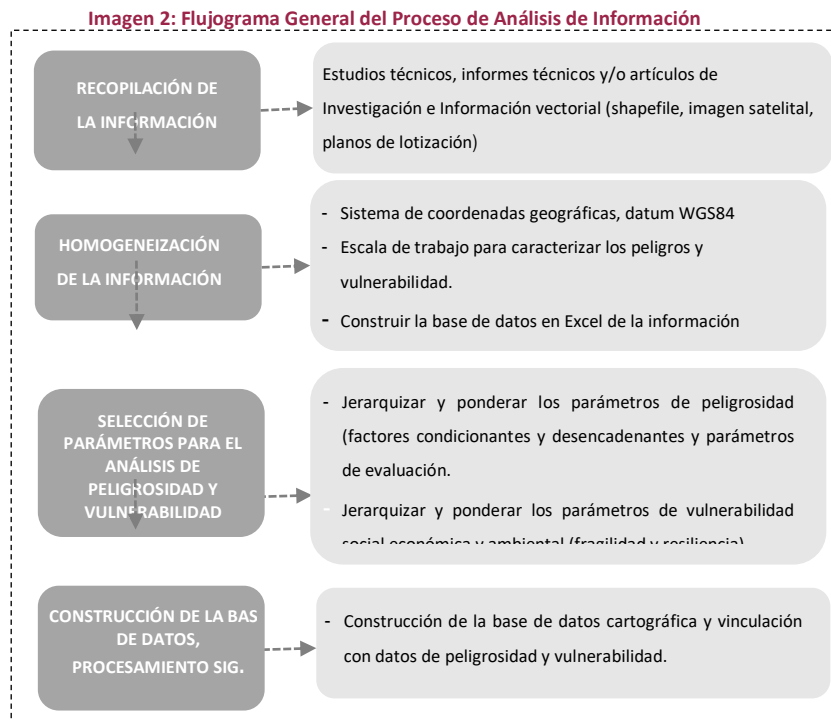 Imagen 2: Flujograma General del Proceso de Análisis de Información
RECOPILACIÓN DE
LA INFORMACIÓN
Estudios técnicos, informes técnicos y/o artículos de
Investigación e Información vectorial (shapefile, imagen satelital,
planos de lotización)
HOMOGENEIZACIÓN
DE LA INFORMACIÓN
- Sistema de coordenadas geográficas, datum WGS84
- Escala de trabajo para caracterizar los peligros y
vulnerabilidad.
- Construir la base de datos en Excel de la información
SELECCIÓN DE
PARÁMETROS PARA EL
ANÁLISIS DE
PELIGROSIDAD Y
VULNERABILIDAD
- Jerarquizar y ponderar los parámetros de peligrosidad
(factores condicionantes y desencadenantes y parámetros
de evaluación.
- Jerarquizar y ponderar los parámetros de vulnerabilidad
social económica y ambiental (fragilidad y resiliencia)
CONSTRUCCIÓN DE LA BAS
DE DATOS,
PROCESAMIENTO SIG.
- Construcción de la base de datos cartográfica y vinculación
con datos de peligrosidad y vulnerabilidad.